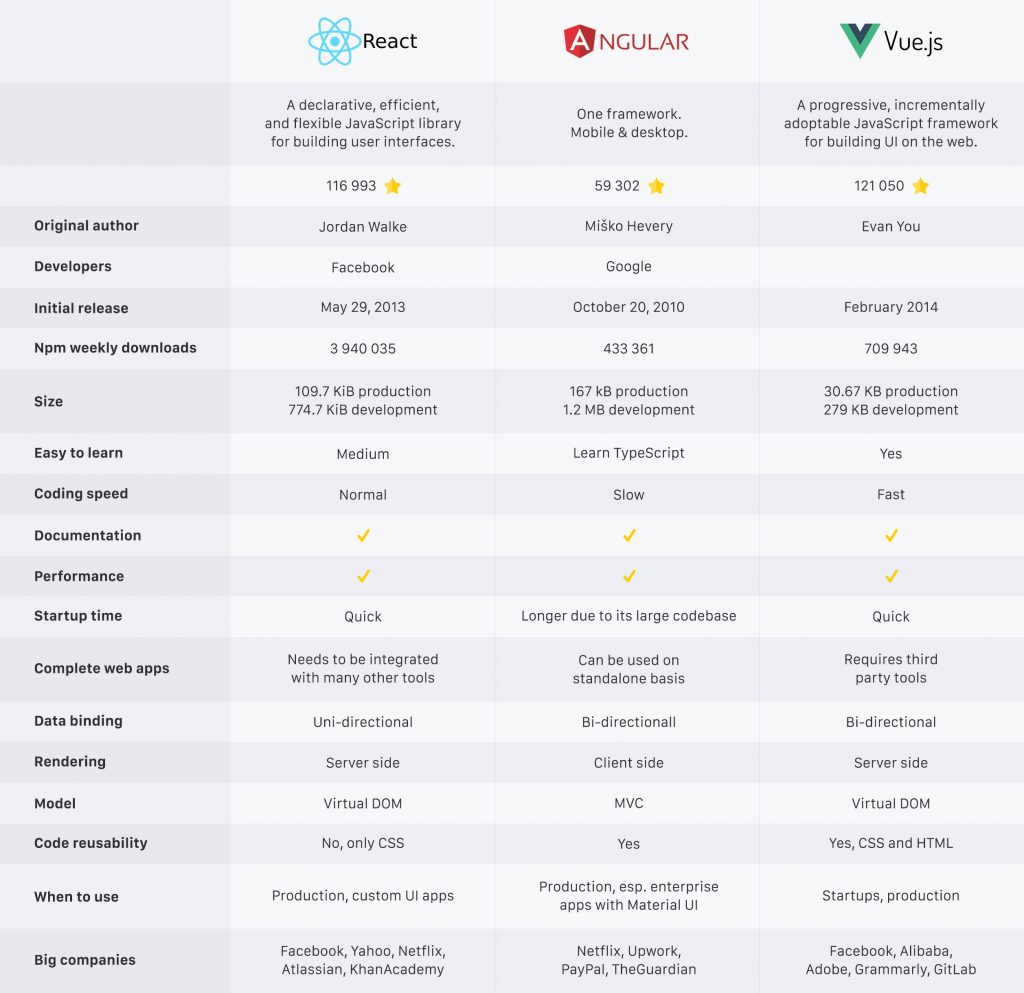 React
ANGULAR
Vue.js
A declarative, efficient,
and flexible JavaScript library
for building user interfaces.
One framework.
Mobile & desktop.
A progressive, incrementally
adoptable JavaScript framework
for building UI on the web.
116 993
59 302
121 050
Original author
Jordan Walke
Miško Hevery
Evan You
Developers
Facebook
Google
Initial release
May 29, 2013
October 20, 2010
February 2014
Npm weekly downloads
3 940 035
433 361
709 943
Size
109.7 KiB production
774.7 KiB development
167 kB production
1.2 MB development
30.67 KB production
279 KB development
Easy to learn
Medium
Learn TypeScript
Yes
Coding speed
Normal
Slow
Fast
Documentation
Performance
Startup time
Quick
Longer due to its large codebase
Quick
Complete web apps
Needs to be integrated
with many other tools
Can be used on
standalone basis
Requires third
party tools
Data binding
Uni-directional
Bi-directionall
Bi-directional
Rendering
Server side
Client side
Server side
Model
Virtual DOM
MVC
Virtual DOM
Code reusability
No, only CSS
Yes
Yes, CSS and HTML
When to use
Production, custom UI apps
Production, esp. enterprise
apps with Material UI
Startups, production
Big companies
Facebook, Yahoo, Netflix,
Atlassian, KhanAcademy
Netflix, Upwork,
PayPal, TheGuardian
Facebook, Alibaba,
Adobe, Grammarly, GitLab